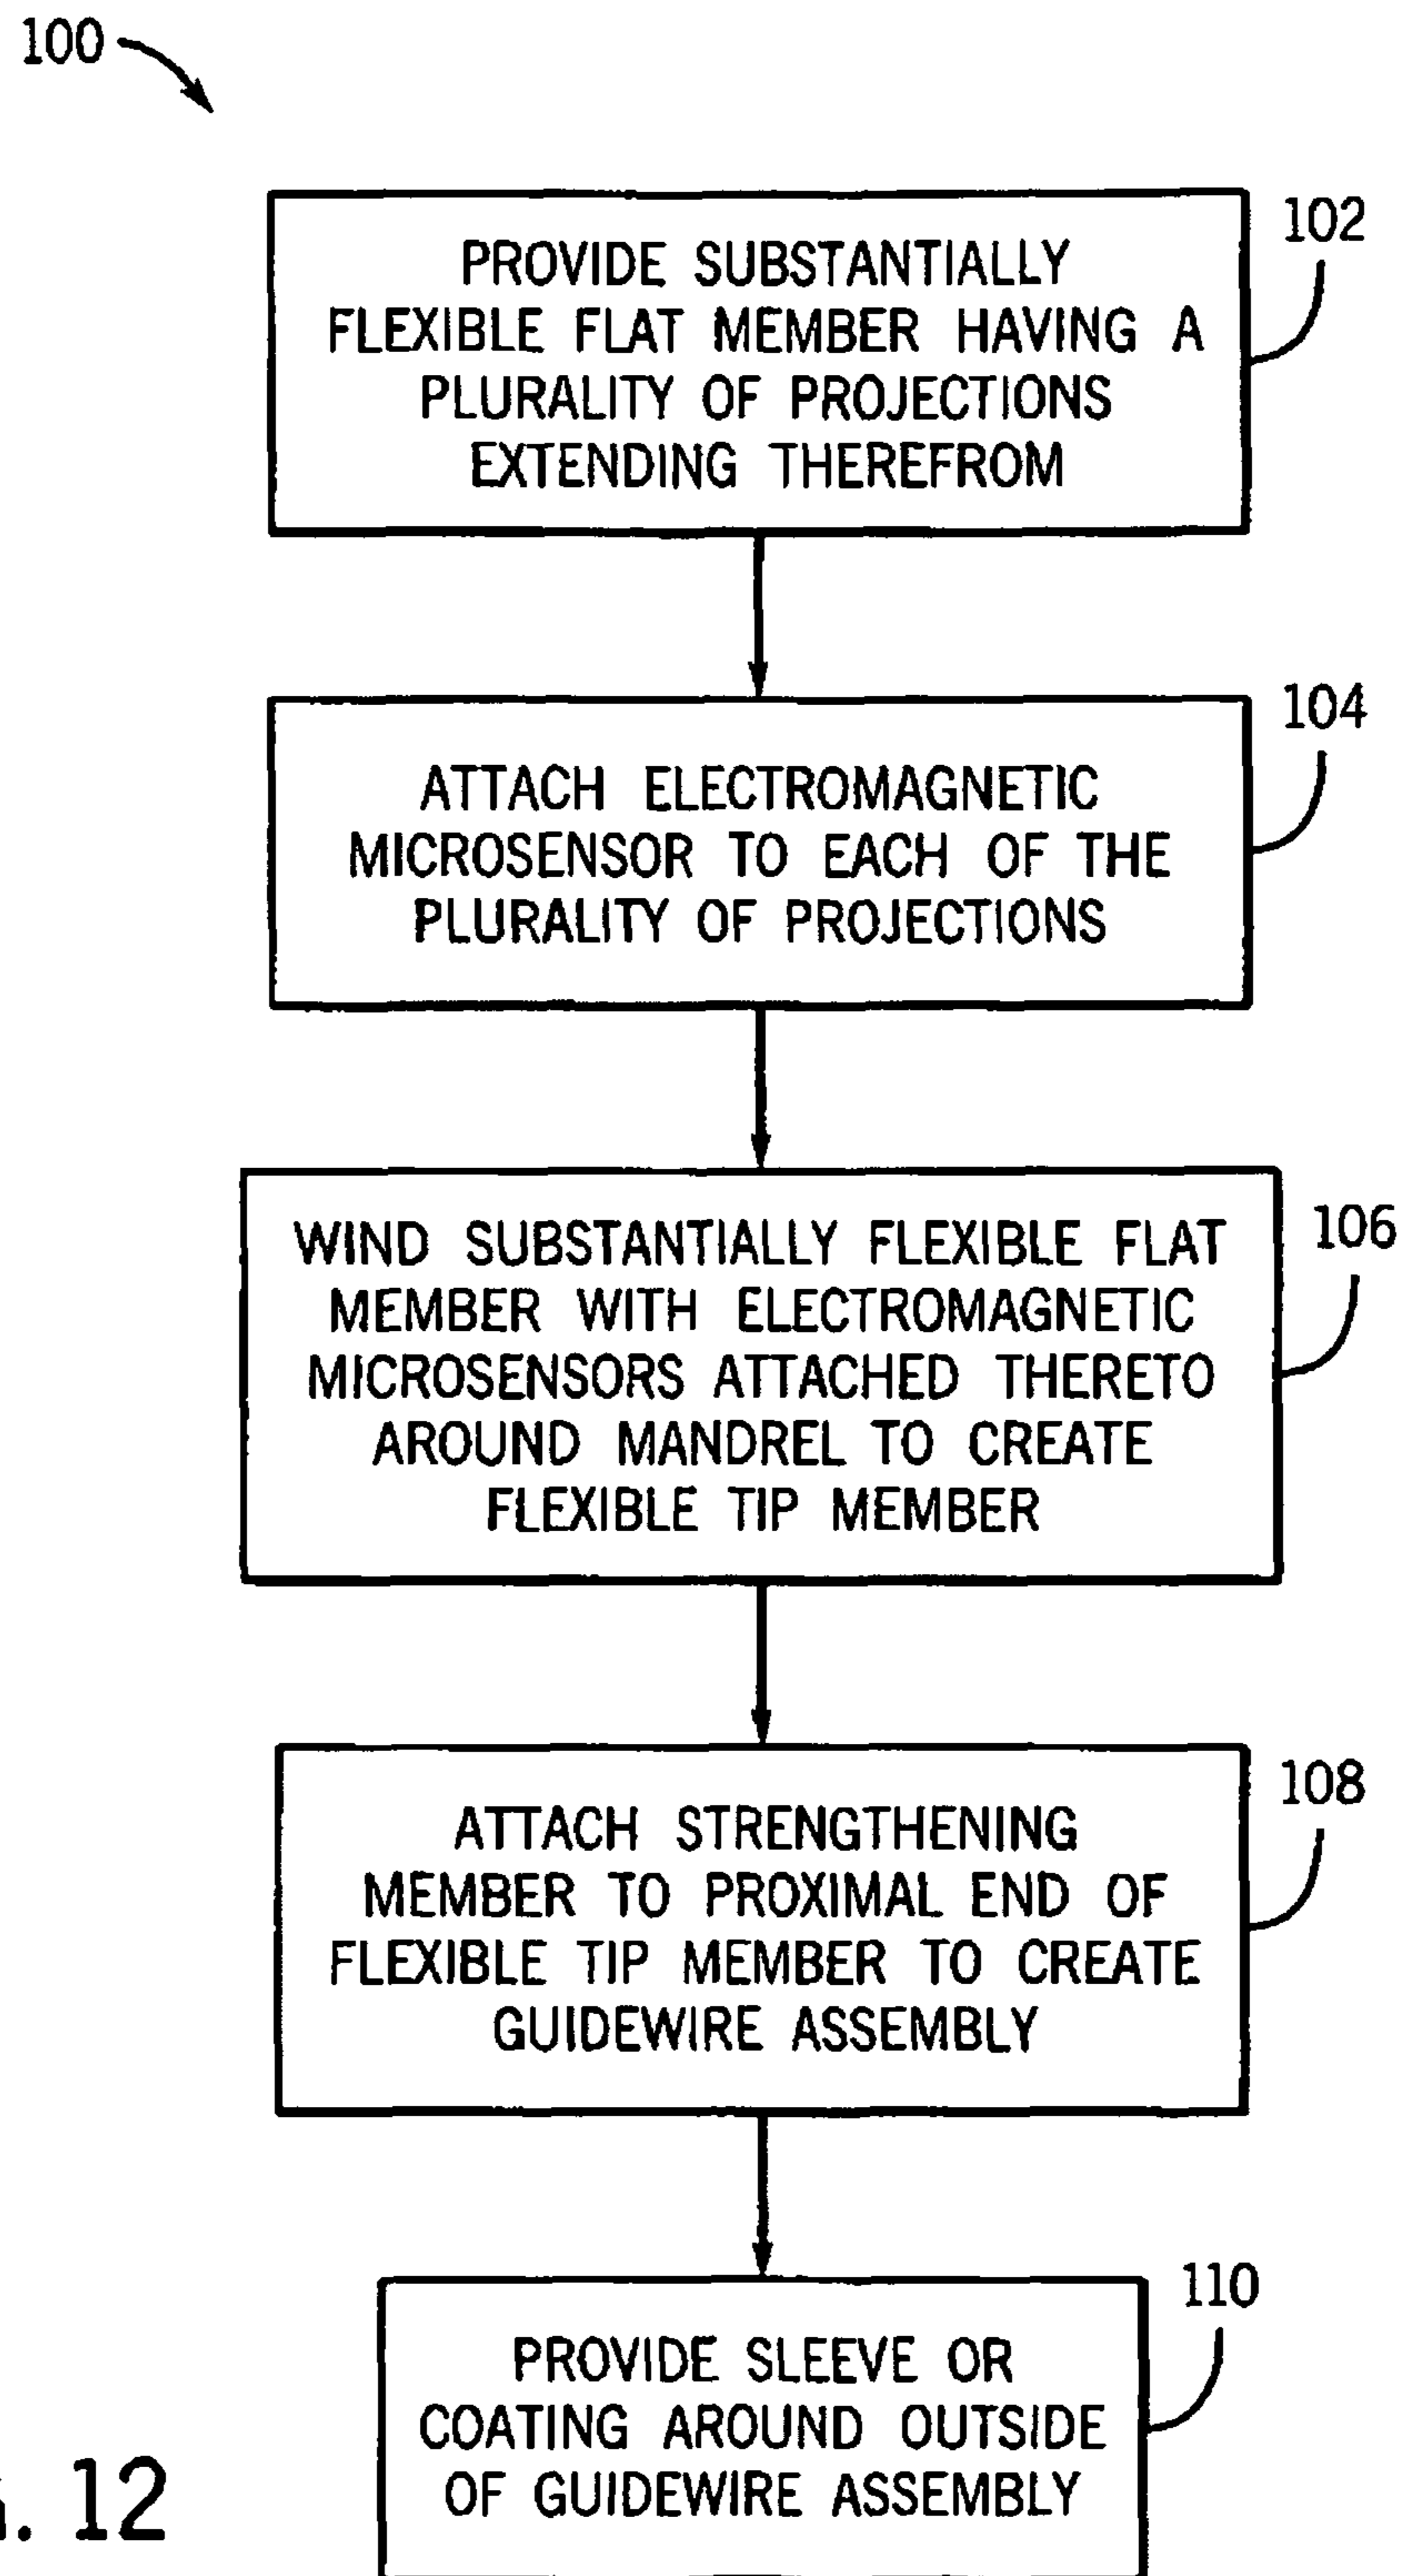 100
102
PROVIDE SUBSTANTIALLY
FLEXIBLE FLAT MEMBER HAVING A
PLURALITY OF PROJECTIONS
EXTENDING THEREFROM
104
ATTACH ELECTROMAGNETIC
MICROSENSOR TO EACH OF THE
PLURALITY OF PROJECTIONS
106
WIND SUBSTANTIALLY FLEXIBLE FLAT
MEMBER WITH ELECTROMAGNETIC
MICROSENSORS ATTACHED THERETO
AROUND MANDREL TO CREATE
FLEXIBLE TIP MEMBER
108
ATTACH STRENGTHENING
MEMBER TO PROXIMAL END OF
FLEXIBLE TIP MEMBER TO CREATE
GUIDEWIRE ASSEMBLY
110
PROVIDE SLEEVE OR
COATING AROUND OUTSIDE
OF GUIDEWIRE ASSEMBLY
12